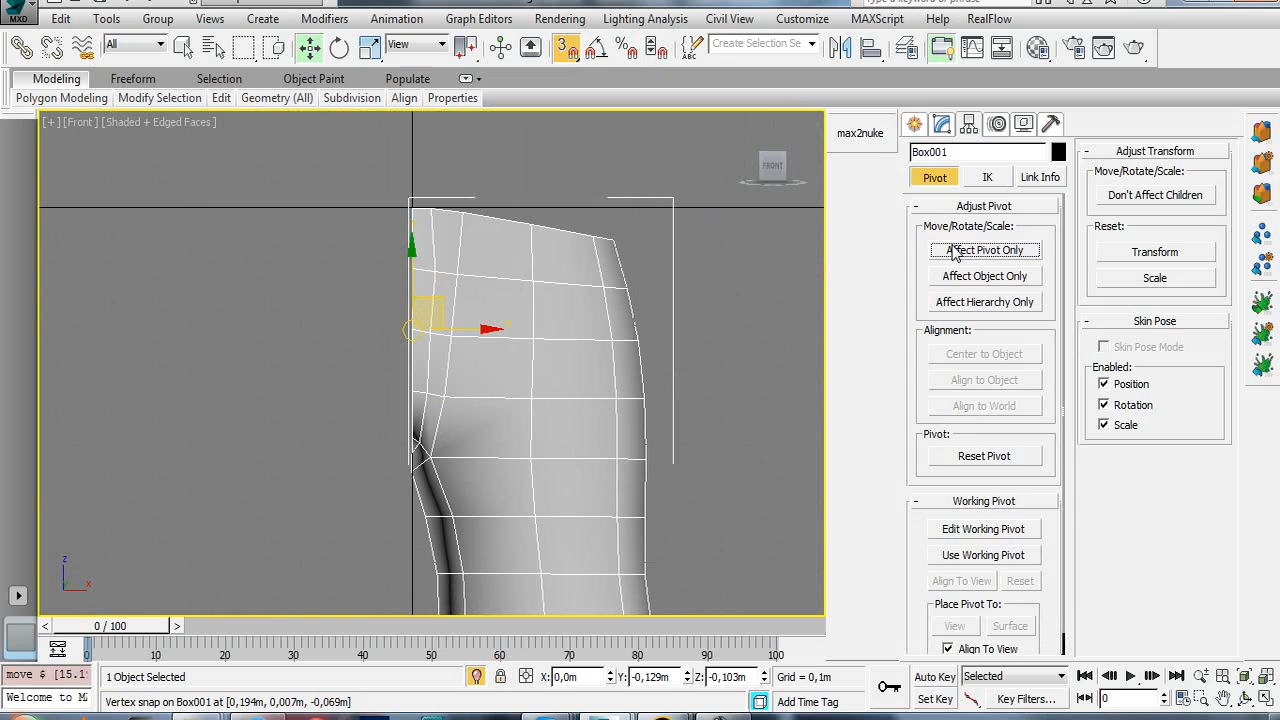 MXD
Edit Tools Group Views Create Modifiers Animation Graph Editors Rendering Lighting Analysis Civil View Customize MAXScript Help RealFlow
All View 3 ABC Create Selection Se
Modeling Freeform Selection Object Paint Populate
Polygon Modeling Modify Selection Edit Geometry (All) Subdivision Align Properties
[+] [Front] [Shaded + Edged Faces]
FRONT
z
x
max2nuke
Box001
Pivot IK Link Info
- Adjust Pivot
Move/Rotate/Scale:
Affect Pivot Only
Affect Object Only
Affect Hierarchy Only
Alignment:
Center to Object
Align to Object
Align to World
Pivot:
Reset Pivot
- Working Pivot
Edit Working Pivot
Use Working Pivot
Align To View Reset
Place Pivot To:
View Surface
Align To View
- Adjust Transform
Move/Rotate/Scale:
Don't Affect Children
Reset:
Transform
Scale
- Skin Pose
Skin Pose Mode
Enabled:
Position
Rotation
Scale
< 0 / 100 >
0 10 20 30 40 50 60 70 80 90 100
move $ [15.1
Welcome to M
1 Object Selected
X: 0,0m Y: -0,129m Z: -0,103m Grid = 0,1m
Vertex snap on Box001 at [0,194m, 0,007m, -0,069m]
Add Time Tag
Auto Key Selected
Set Key Key Filters...
0